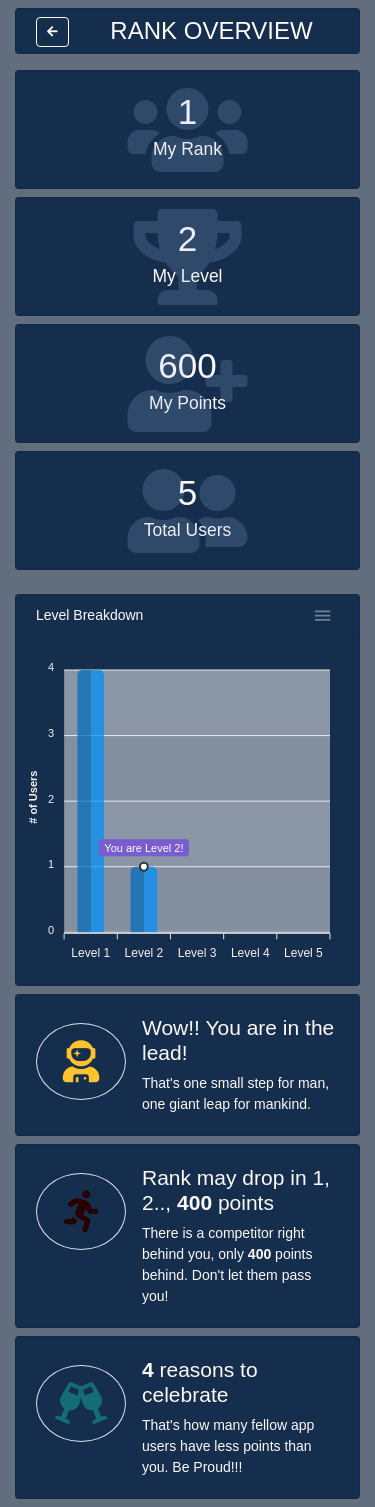 RANK OVERVIEW
1
My Rank
2
My Level
600
My Points
5
Total Users
Level Breakdown
4
3
2
1
0
# of Users
You are Level 2!
Level 1 Level 2 Level 3 Level 4 Level 5
Wow!! You are in the
lead!
That's one small step for man,
one giant leap for mankind.
Rank may drop in 1,
2.., 400 points
There is a competitor right
behind you, only 400 points
behind. Don't let them pass
you!
4 reasons to
celebrate
That's how many fellow app
users have less points than
you. Be Proud!!!